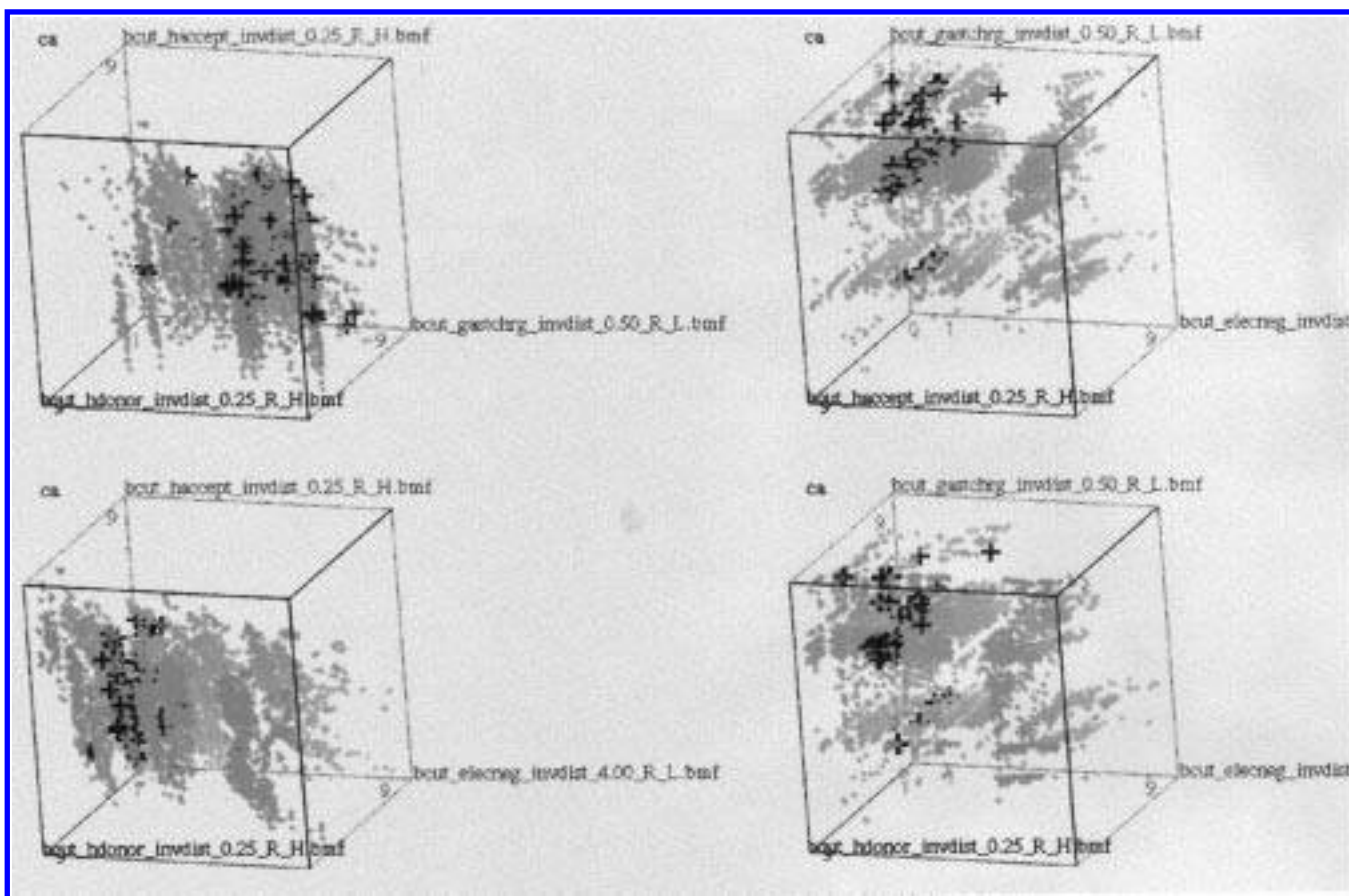 ca
bcut_haccept_invdist_0.25_R_H.bmf
9
bcut_gastchrg_invdist_0.50_R_L.bmf
9
bcut_hdonor_invdist_0.25_R_H.bmf
ca
bcut_gastchrg_invdist_0.50_R_L.bmf
bcut_elecneg_invdist
0 1 9
bcut_haccept_invdist_0.25_R_H.bmf
ca
bcut_haccept_invdist_0.25_R_H.bmf
9
bcut_elecneg_invdist_4.00_R_L.bmf
9
bcut_hdonor_invdist_0.25_R_H.bmf
ca
bcut_gastchrg_invdist_0.50_R_L.bmf
9
bcut_elecneg_invdist
9
bcut_hdonor_invdist_0.25_R_H.bmf